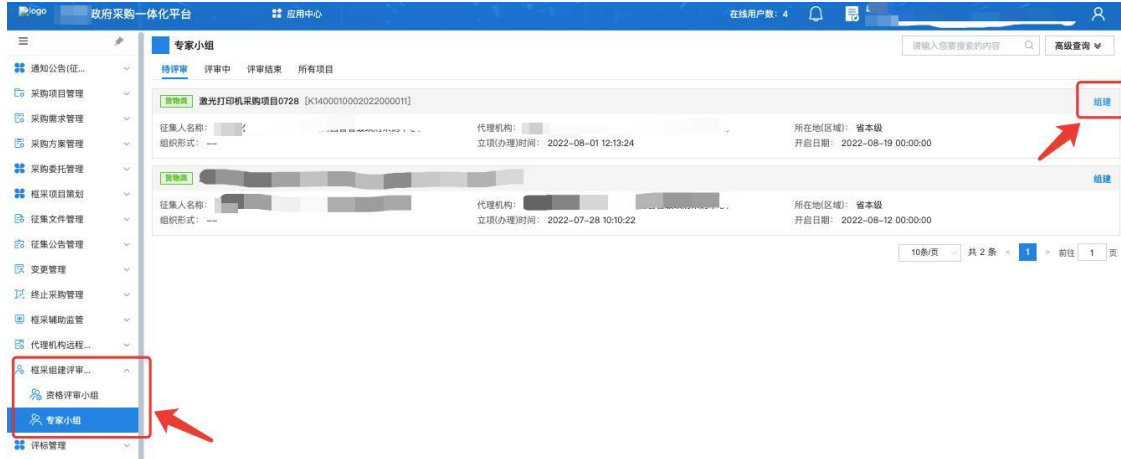 logo 政府采购一体化平台 应用中心 在线用户数: 4
专家小组 请输入您要搜索的内容 高级查询
待评审 评审中 评审结束 所有项目
货物类 激光打印机采购项目0728 [K1400010002022000011] 组建
征集人名称: 代理机构: 所在地(区域): 省本级
组织形式: -- 立项(办理)时间: 2022-08-01 12:13:24 开启日期: 2022-08-19 00:00:00
货物类 组建
征集人名称: 代理机构: 所在地(区域): 省本级
组织形式: -- 立项(办理)时间: 2022-07-28 10:10:22 开启日期: 2022-08-12 00:00:00
10条/页 共 2 条 < 1 > 前往 1 页
通知公告(征...
采购项目管理
采购需求管理
采购方案管理
采购委托管理
框采项目策划
征集文件管理
征集公告管理
变更管理
终止采购管理
框采辅助监管
代理机构远程...
框采组建评审...
资格评审小组
专家小组
评标管理